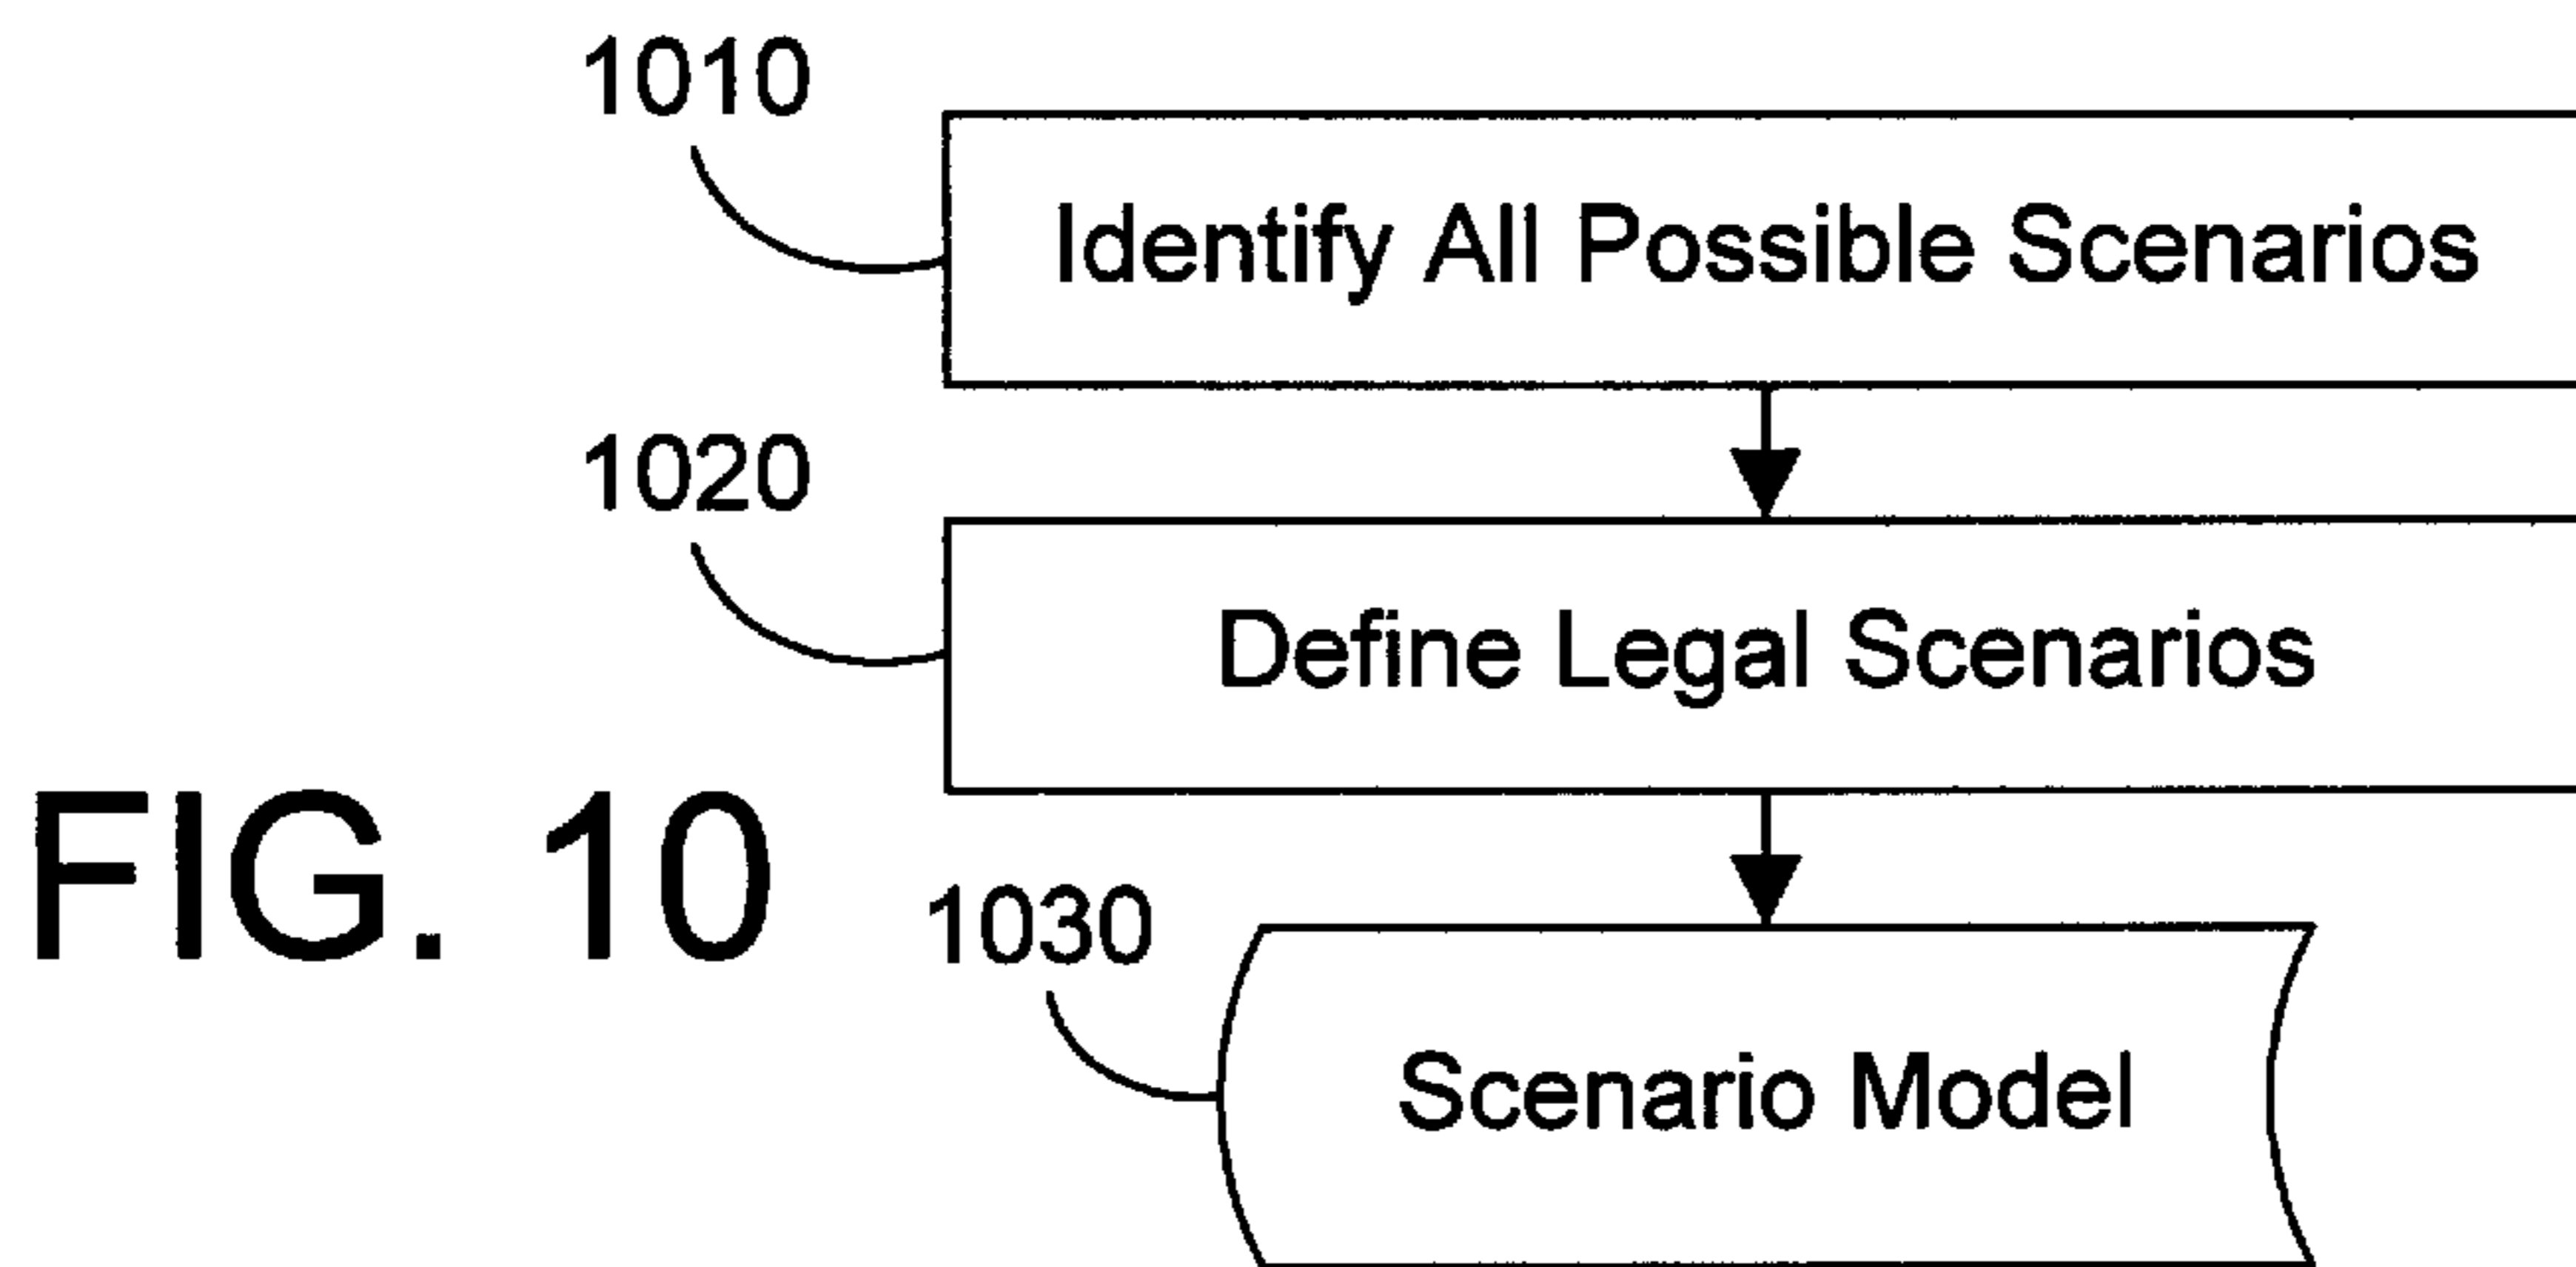 1010
Identify All Possible Scenarios
1020
Define Legal Scenarios
FIG. 10
1030
Scenario Model